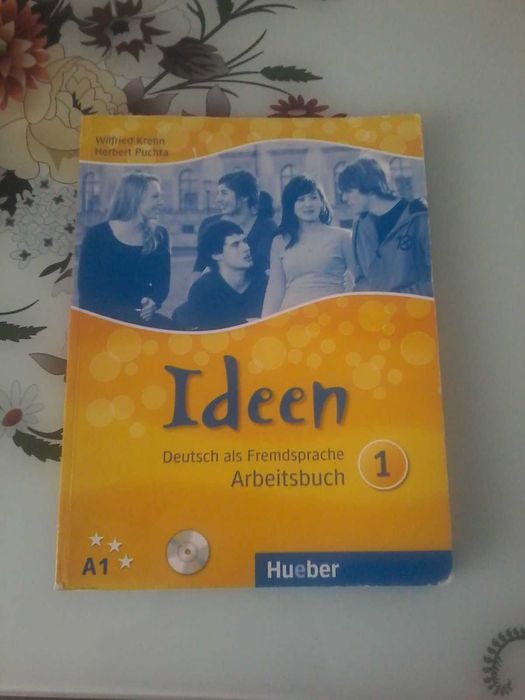 Wilfried Krenn
Herbert Puchta
Ideen
Deutsch als Fremdsprache
Arbeitsbuch
1
A1
Hueber